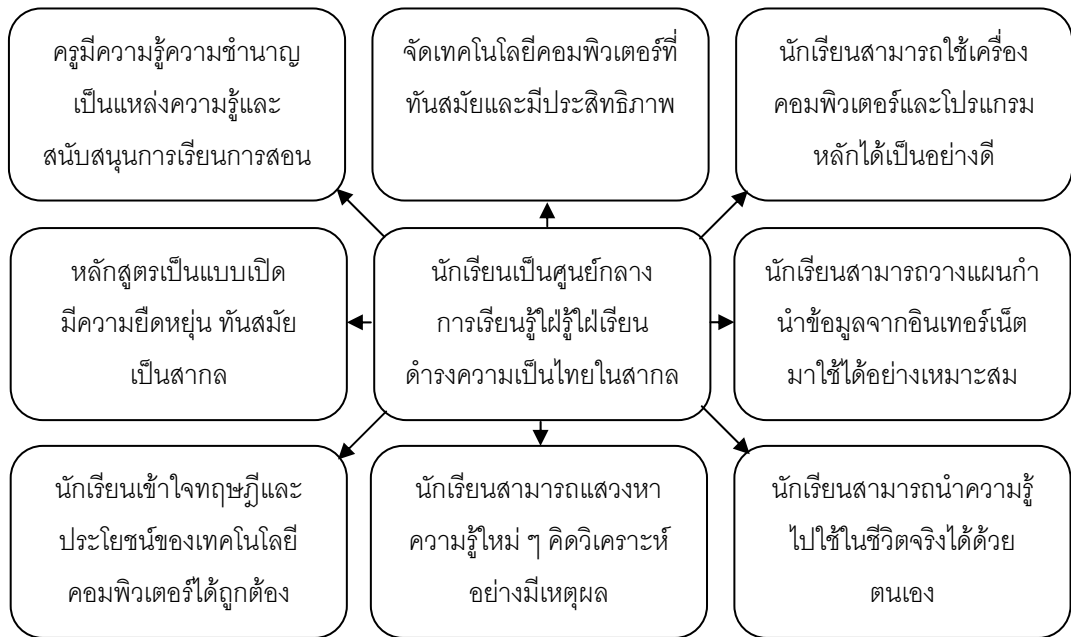 ครูมีความรู้ความชำนาญ
เป็นแหล่งความรู้และ
สนับสนุนการเรียนการสอน
จัดเทคโนโลยีคอมพิวเตอร์ที่
ทันสมัยและมีประสิทธิภาพ
นักเรียนสามารถใช้เครื่อง
คอมพิวเตอร์และโปรแกรม
หลักได้เป็นอย่างดี
หลักสูตรเป็นแบบเปิด
มีความยืดหยุ่น ทันสมัย
เป็นสากล
นักเรียนเป็นศูนย์กลาง
การเรียนรู้ใฝ่รู้ใฝ่เรียน
ดำรงความเป็นไทยในสากล
นักเรียนสามารถวางแผนกำ
นำข้อมูลจากอินเทอร์เน็ต
มาใช้ได้อย่างเหมาะสม
นักเรียนเข้าใจทฤษฎีและ
ประโยชน์ของเทคโนโลยี
คอมพิวเตอร์ได้ถูกต้อง
นักเรียนสามารถแสวงหา
ความรู้ใหม่ ๆ คิดวิเคราะห์
อย่างมีเหตุผล
นักเรียนสามารถนำความรู้
ไปใช้ในชีวิตจริงได้ด้วย
ตนเอง